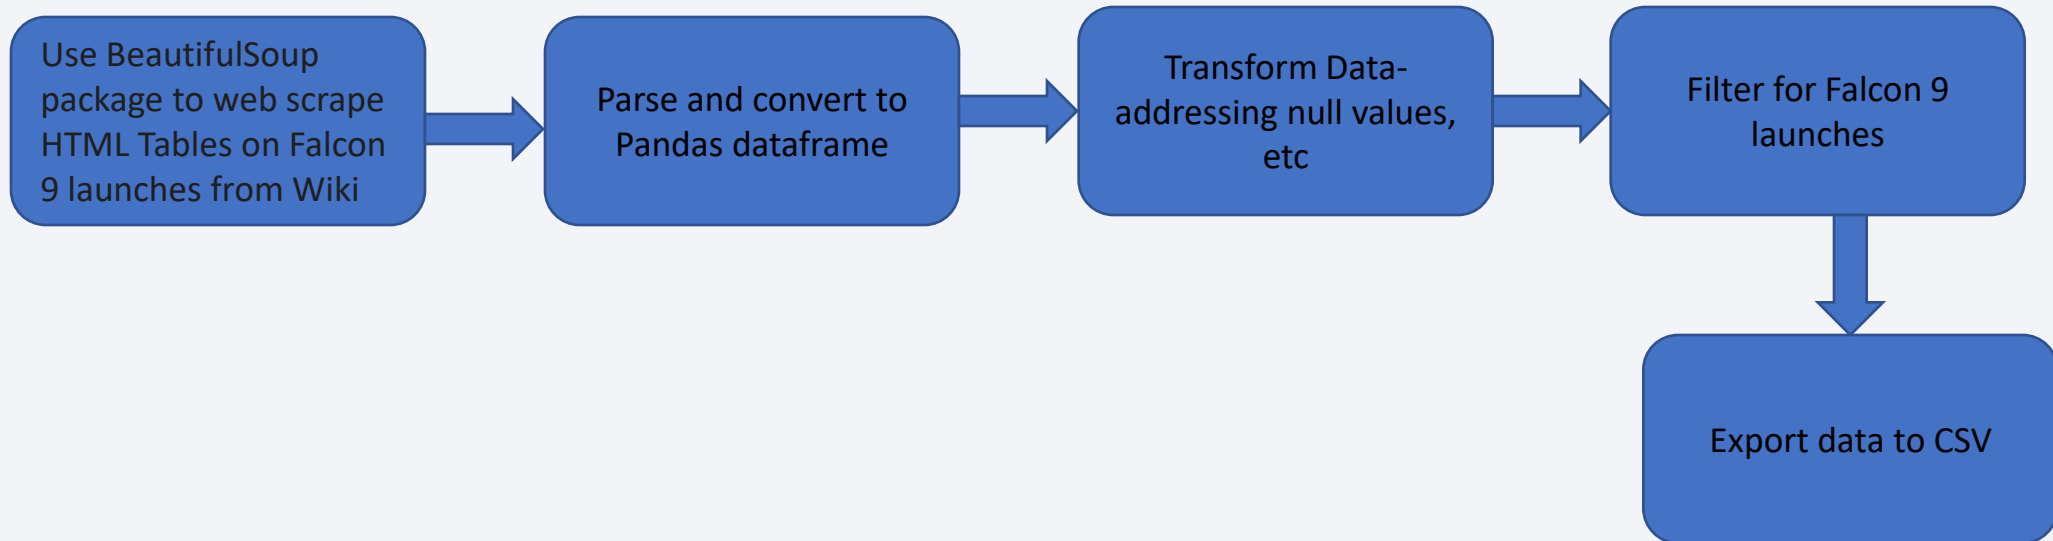 Use BeautifulSoup
package to web scrape
HTML Tables on Falcon
9 launches from Wiki
Parse and convert to
Pandas dataframe
Transform Data-
addressing null values,
etc
Filter for Falcon 9
launches
Export data to CSV